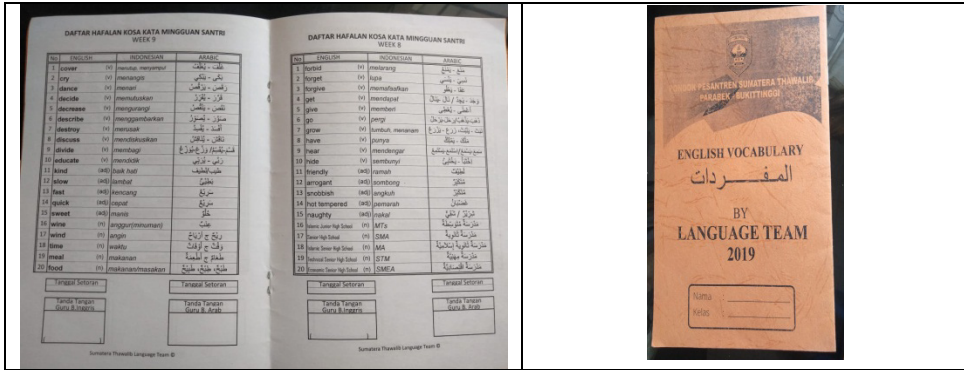 DAFTAR HAFALAN KOSA KATA MINGGUAN SANTRI
WEEK 9
No ENGLISH INDONESIAN ARABIC
1 cover (v) menutup, menyampul
2 cry (v) menangis بَكَى - يَبْكِي
3 dance (v) menari رَقَصَ - يَرْقُصُ
4 decide (v) memutuskan قَرَّرَ - يُقَرِّرُ
5 decrease (v) mengurangi
6 describe (v) menggambarkan صَوَّرَ - يُصَوِّرُ
7 destroy (v) merusak أَفْسَدَ - يُفْسِدُ
8 discuss (v) mendiskusikan نَاقَشَ - يُنَاقِشُ
9 divide (v) membagi
10 educate (v) mendidik رَبَّى - يُرَبِّي
11 kind (adj) baik hati
12 slow (adj) lambat
13 fast (adj) kencang سَرِيْعٌ
14 quick (adj) cepat سَرِيْعٌ
15 sweet (adj) manis حُلْوٌ
16 wine (n) anggur(minuman)
17 wind (n) angin رِيْحٌ ج أَرْيَاحٌ
18 time (n) waktu وَقْتٌ ج أَوْقَاتٌ
19 meal (n) makanan
20 food (n) makanan/masakan
Tanggal Setoran Tanggal Setoran
Tanda Tangan Tanda Tangan
Guru B.Inggris Guru B. Arab
Sumatera Thawalib Language Team ©
DAFTAR HAFALAN KOSA KATA MINGGUAN SANTRI
WEEK 8
No ENGLISH INDONESIAN ARABIC
1 forbid (v) melarang مَنَعَ - يَمْنَعُ
2 forget (v) lupa نَسِيَ - يَنْسَى
3 forgive (v) memafaafkan عَفَا - يَعْفُو
4 get (v) mendapat
5 give (v) memberi أَعْطَى - يُعْطِي
6 go (v) pergi
7 grow (v) tumbuh, menanam
8 have (v) punya مَلَكَ - يَمْلِكُ
9 hear (v) mendengar
10 hide (v) sembunyi
11 friendly (adj) ramah
12 arrogant (adj) sombong
13 snobbish (adj) angkuh
14 hot tempered (adj) pemarah
15 naughty (adj) nakal
16 Islamic Junior High School (n) MTs
17 Senior High School (n) SMA مَدْرَسَةٌ ثَانَوِيَّةٌ
18 Islamic Senior High School (n) MA
19 Technical Senior High School (n) STM
20 Economic Senior High School (n) SMEA
Tanggal Setoran Tanggal Setoran
Tanda Tangan Tanda Tangan
Guru B.Inggris Guru B. Arab
Sumatera Thawalib Language Team ©
PONDOK PESANTREN SUMATERA THAWALIB
PARABEK - BUKITTINGGI
ENGLISH VOCABULARY
المفـــردات
BY
LANGUAGE TEAM
2019
Nama :
Kelas :